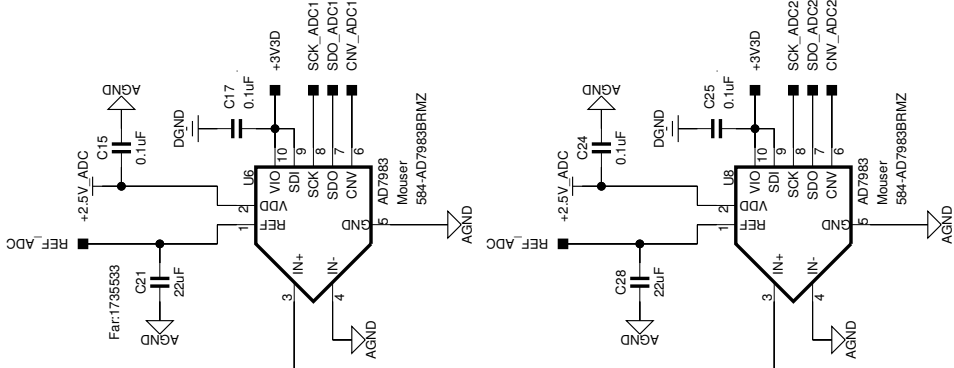 AGND
C15
0.1uF
+2.5V_ADC
REF_ADC
Far:1735533
C21
22uF
AGND
DGND
C17
0.1uF
+3V3D
SCK_ADC1
SDO_ADC1
CNV_ADC1
10
9
8
7
6
U6
VIO
SDI
SCK
SDO
CNV
AD7983
Mouser
584-AD7983BRMZ
2
VDD
1
REF
GND
5
AGND
IN+
IN-
3
4
AGND
AGND
C24
0.1uF
+2.5V_ADC
REF_ADC
C28
22uF
AGND
DGND
C25
0.1uF
+3V3D
SCK_ADC2
SDO_ADC2
CNV_ADC2
10
9
8
7
6
U8
VIO
SDI
SCK
SDO
CNV
AD7983
Mouser
584-AD7983BRMZ
2
VDD
1
REF
GND
5
AGND
IN+
IN-
3
4
AGND